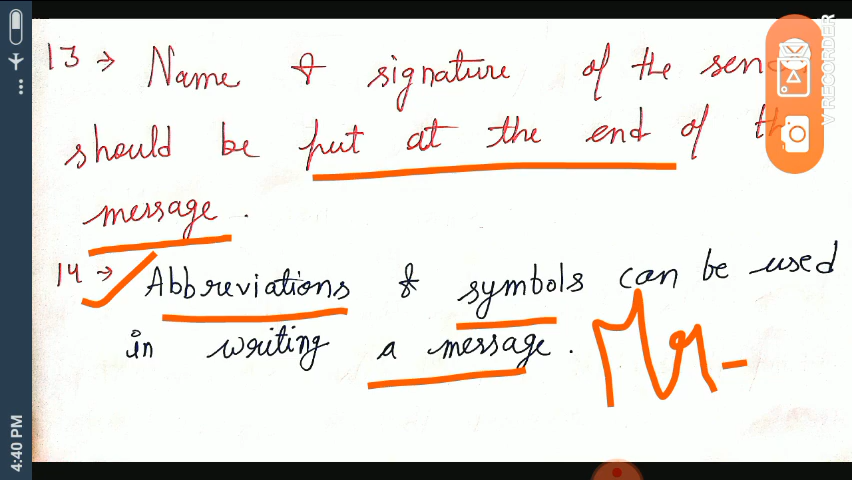 13 → Name & signature of the
should be put at the end of
message.
14 → Abbreviations & symbols can be used
in writing a message.
Mr-
V RECORDER
4:40 PM